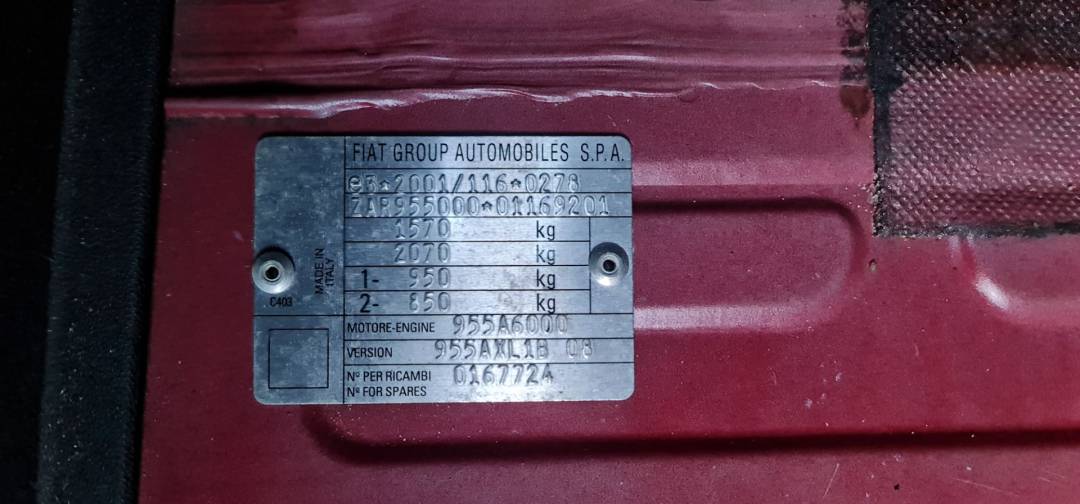 FIAT GROUP AUTOMOBILES S.P.A.
e3*2001/116*0278
ZAR955000*01169201
1570 kg
2070 kg
1- 950 kg
2- 850 kg
MADE IN
ITALY
C403
MOTORE-ENGINE 955A6000
VERSION 955AXL1B 08
Nº PER RICAMBI 0167724
Nº FOR SPARES